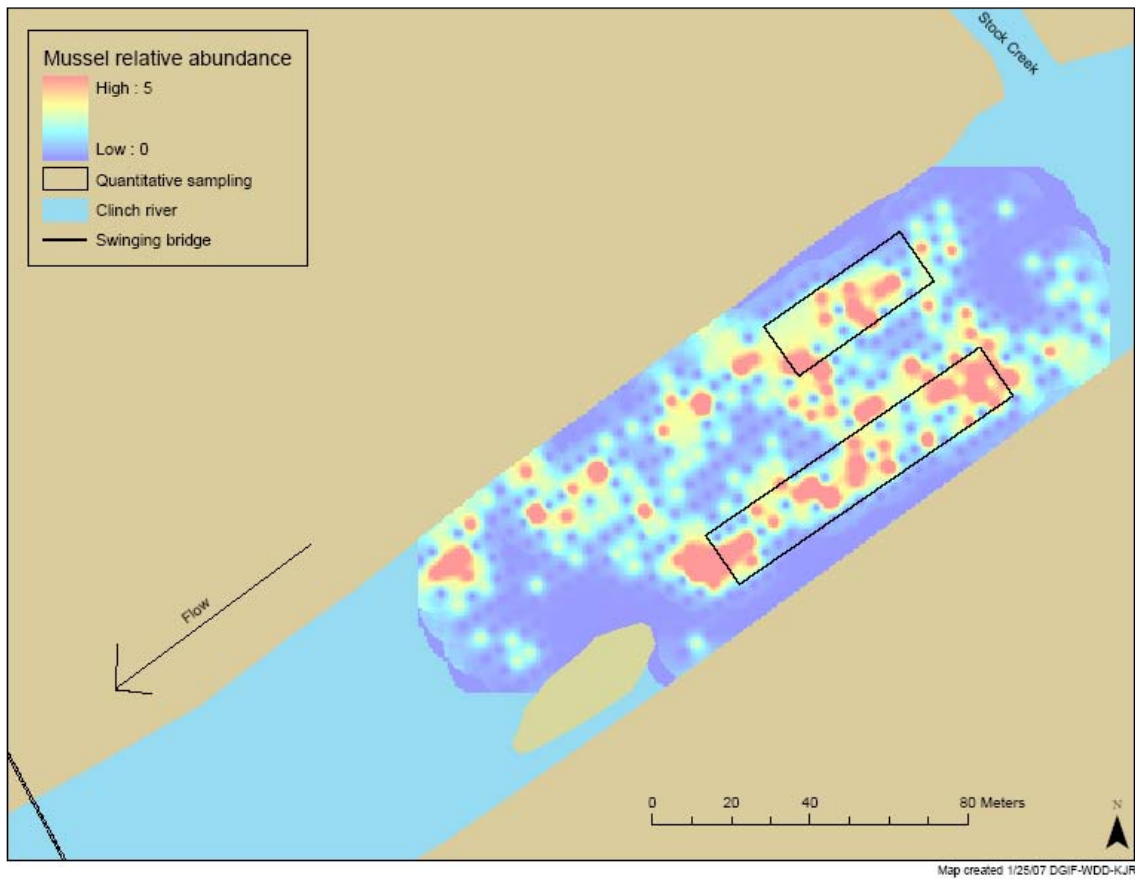 Mussel relative abundance
High : 5
Low : 0
Quantitative sampling
Clinch river
Swinging bridge
Stock Creek
Flow
0 20 40 80 Meters
N
Map created 1/25/07 DGIF-WDD-KJR